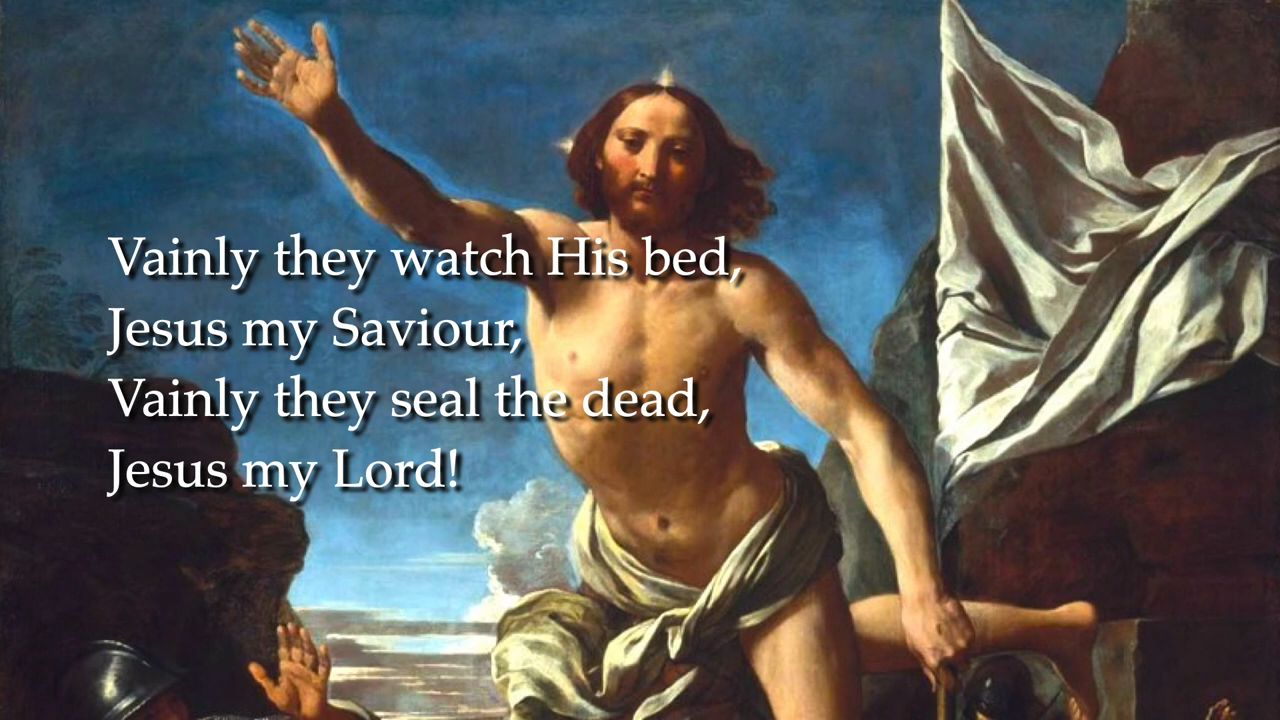 Vainly they watch His bed,
Jesus my Saviour,
Vainly they seal the dead,
Jesus my Lord!